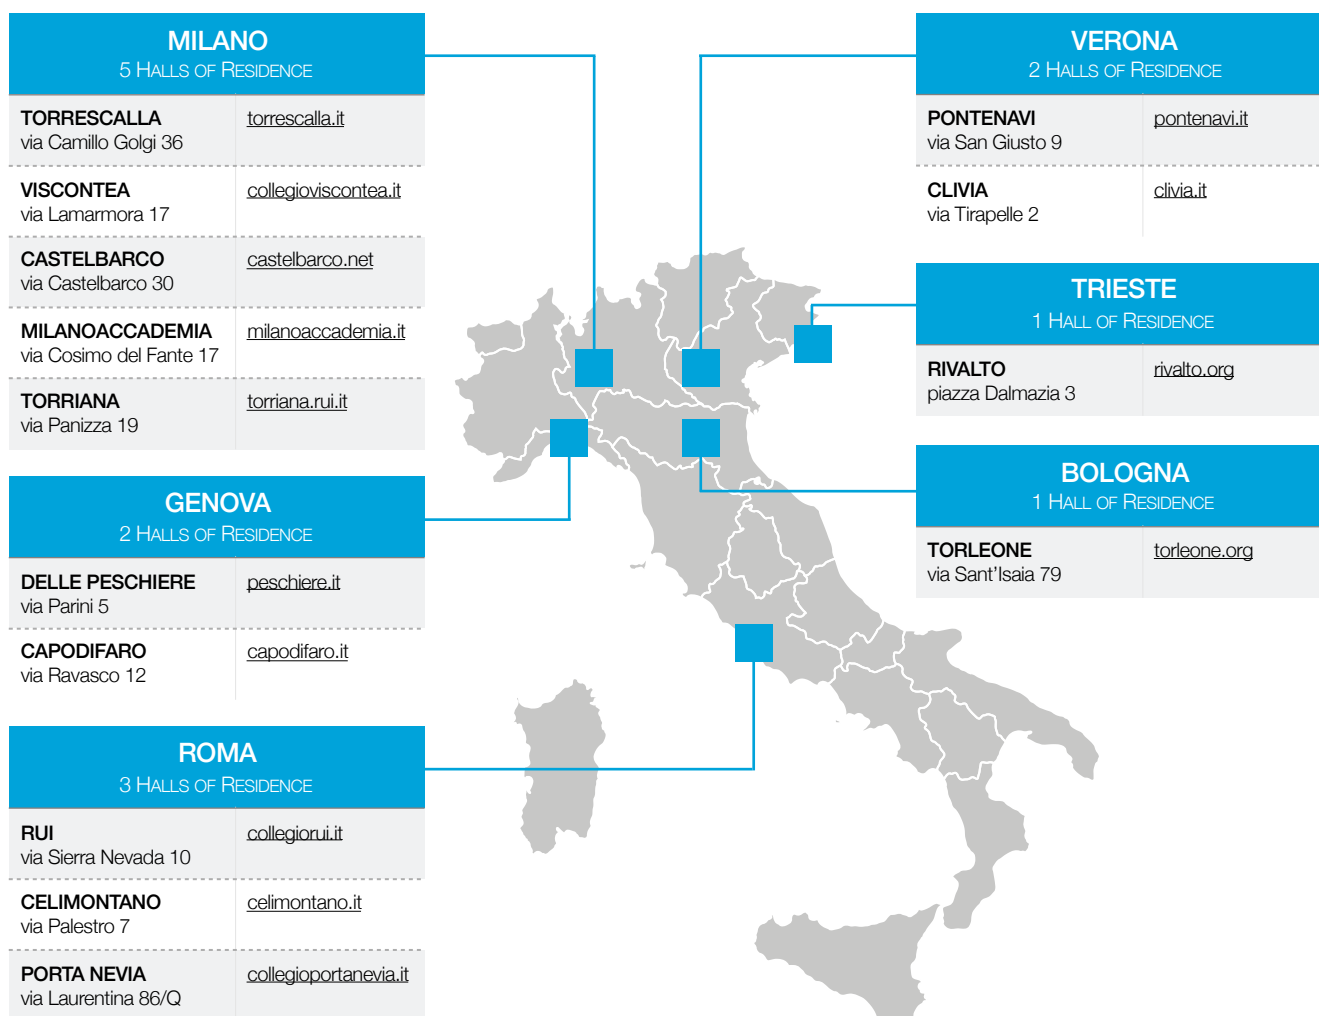 MILANO
5 Halls of Residence
TORRESCALLA
via Camillo Golgi 36
torrescalla.it
VISCONTEA
via Lamarmora 17
collegioviscontea.it
CASTELBARCO
via Castelbarco 30
castelbarco.net
MILANOACCADEMIA
via Cosimo del Fante 17
milanoaccademia.it
TORRIANA
via Panizza 19
torriana.rui.it
GENOVA
2 Halls of Residence
DELLE PESCHIERE
via Parini 5
peschiere.it
CAPODIFARO
via Ravasco 12
capodifaro.it
ROMA
3 Halls of Residence
RUI
via Sierra Nevada 10
collegiorui.it
CELIMONTANO
via Palestro 7
celimontano.it
PORTA NEVIA
via Laurentina 86/Q
collegioportanevia.it
VERONA
2 Halls of Residence
PONTENAVI
via San Giusto 9
pontenavi.it
CLIVIA
via Tirapelle 2
clivia.it
TRIESTE
1 Hall of Residence
RIVALTO
piazza Dalmazia 3
rivalto.org
BOLOGNA
1 Hall of Residence
TORLEONE
via Sant'Isaia 79
torleone.org